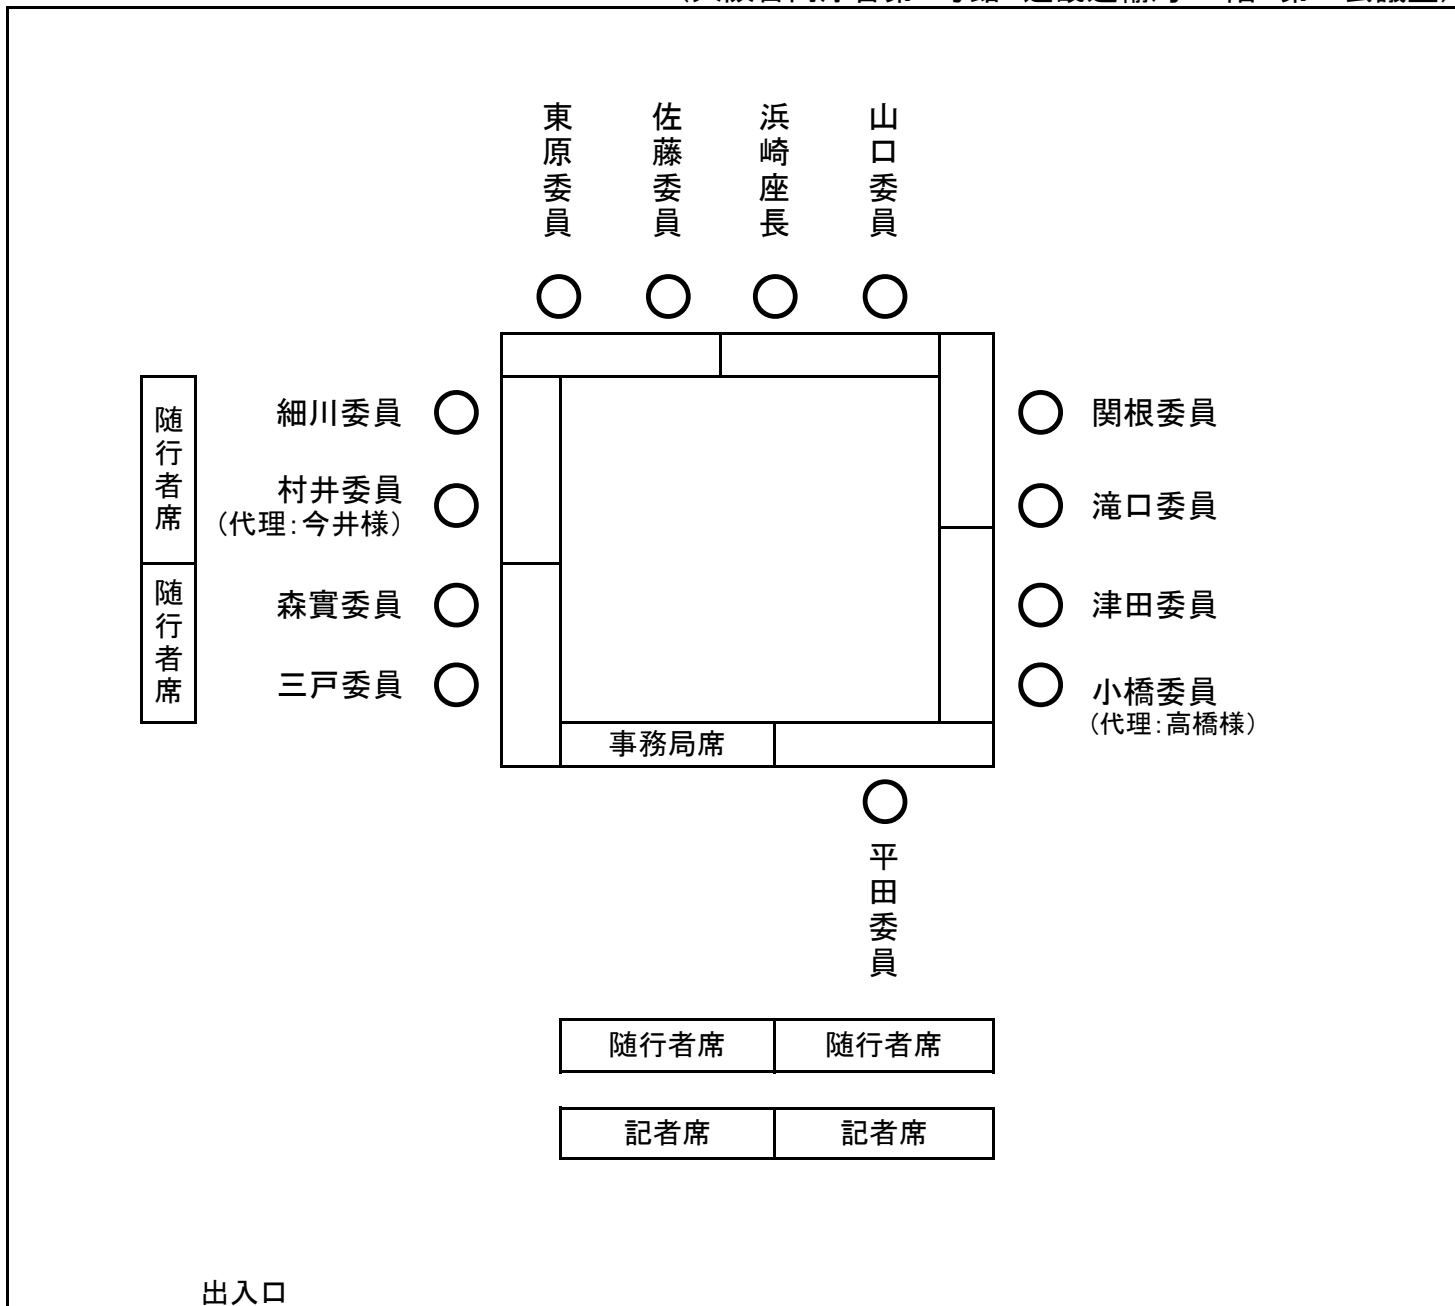 東原委員
佐藤委員
浜崎座長
山口委員
細川委員
関根委員
随行者席
村井委員
（代理：今井様）
滝口委員
随行者席
森實委員
津田委員
三戸委員
小橋委員
（代理：高橋様）
事務局席
平田委員
随行者席 随行者席
記者席 記者席
出入口